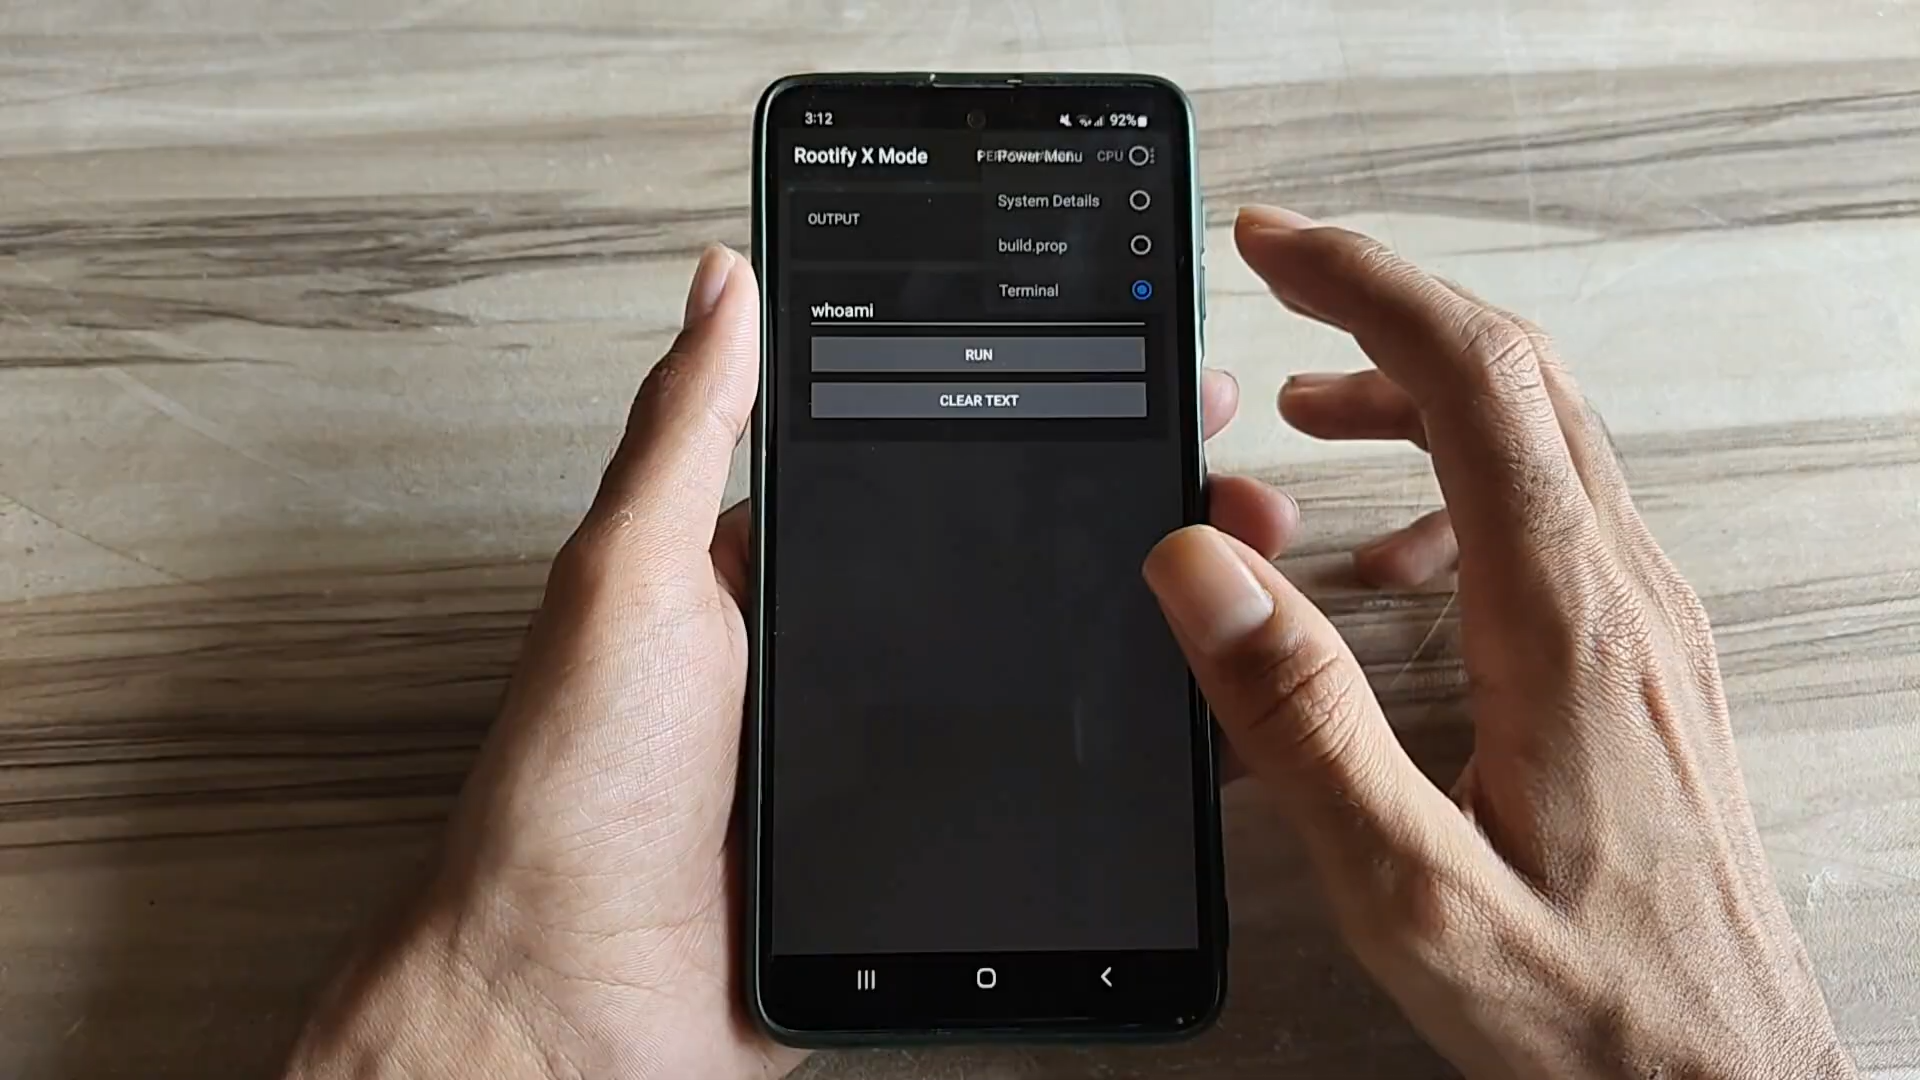 3:12 92%
Rootify X Mode Power Menu CPU
System Details
OUTPUT
build.prop
Terminal
whoami
RUN
CLEAR TEXT